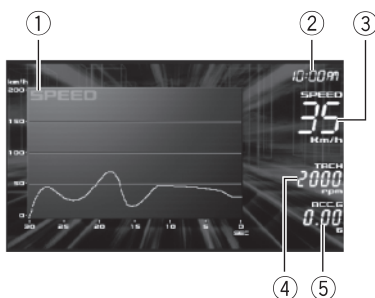 ① ② ③
10:00am
km/h
200
SPEED
SPEED
35
Km/h
150
100
50
0
30 25 20 15 10 5 0
SEC
TACH
2000
rpm
ACC.G
0.00
G
④ ⑤